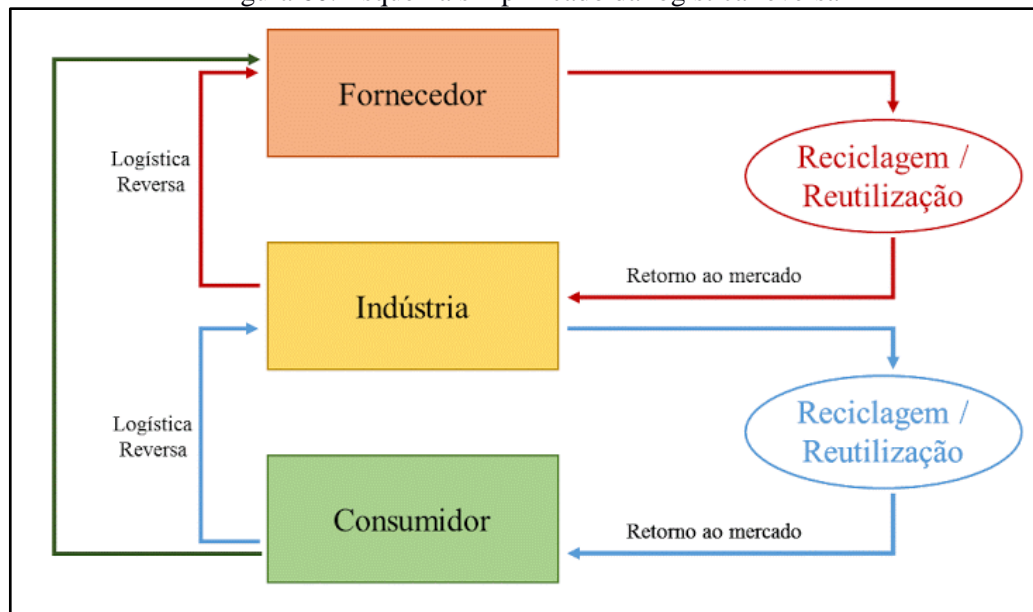 Fornecedor
Logística
Reversa
Reciclagem /
Reutilização
Retorno ao mercado
Indústria
Logística
Reversa
Reciclagem /
Reutilização
Consumidor
Retorno ao mercado